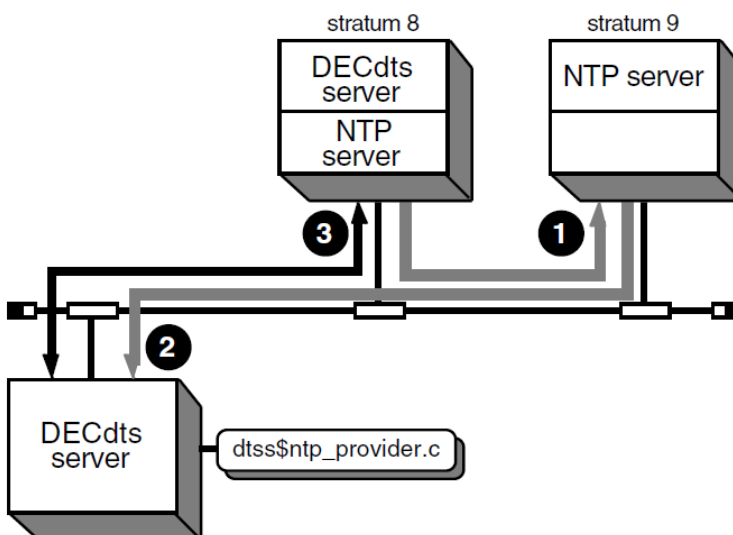 stratum 8
stratum 9
DECdts
server
NTP
server
NTP server
3
1
2
DECdts
server
dtss$ntp_provider.c